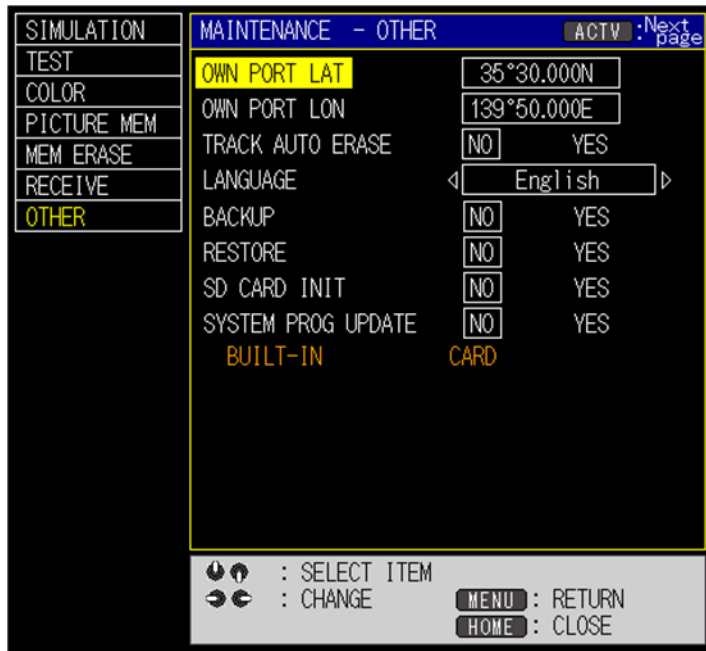 SIMULATION
TEST
COLOR
PICTURE MEM
MEM ERASE
RECEIVE
OTHER
MAINTENANCE - OTHER ACTV :Next page
OWN PORT LAT 35°30.000N
OWN PORT LON 139°50.000E
TRACK AUTO ERASE NO YES
LANGUAGE English
BACKUP NO YES
RESTORE NO YES
SD CARD INIT NO YES
SYSTEM PROG UPDATE NO YES
BUILT-IN CARD
: SELECT ITEM
: CHANGE MENU : RETURN
HOME : CLOSE